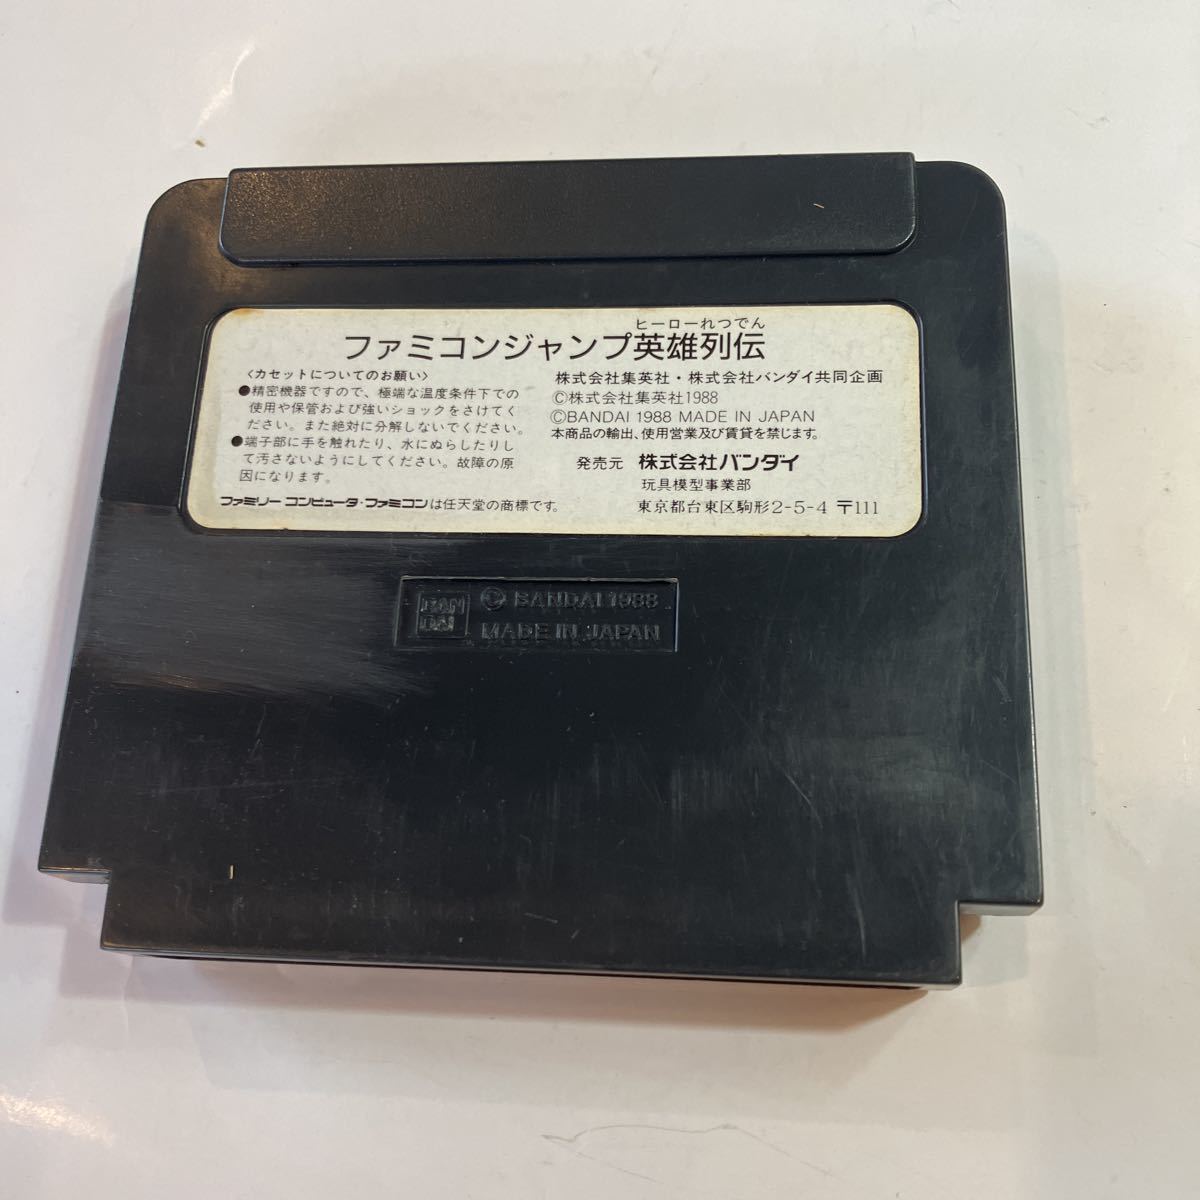 ヒーローれつでん
ファミコンジャンプ英雄列伝
〈カセットについてのお願い〉
●精密機器ですので、極端な温度条件下での
使用や保管および強いショックをさけてく
ださい。また絶対に分解しないでください。
●端子部に手を触れたり、水にぬらしたりし
て汚さないようにしてください。故障の原
因になります。
ファミリー コンピュータ・ファミコンは任天堂の商標です。
株式会社集英社・株式会社バンダイ共同企画
©株式会社集英社1988
©BANDAI 1988 MADE IN JAPAN
本商品の輸出、使用営業及び賃貸を禁じます。
発売元 株式会社バンダイ
玩具模型事業部
東京都台東区駒形2-5-4 〒111
BAN
DAI
© BANDAI 1988
MADE IN JAPAN